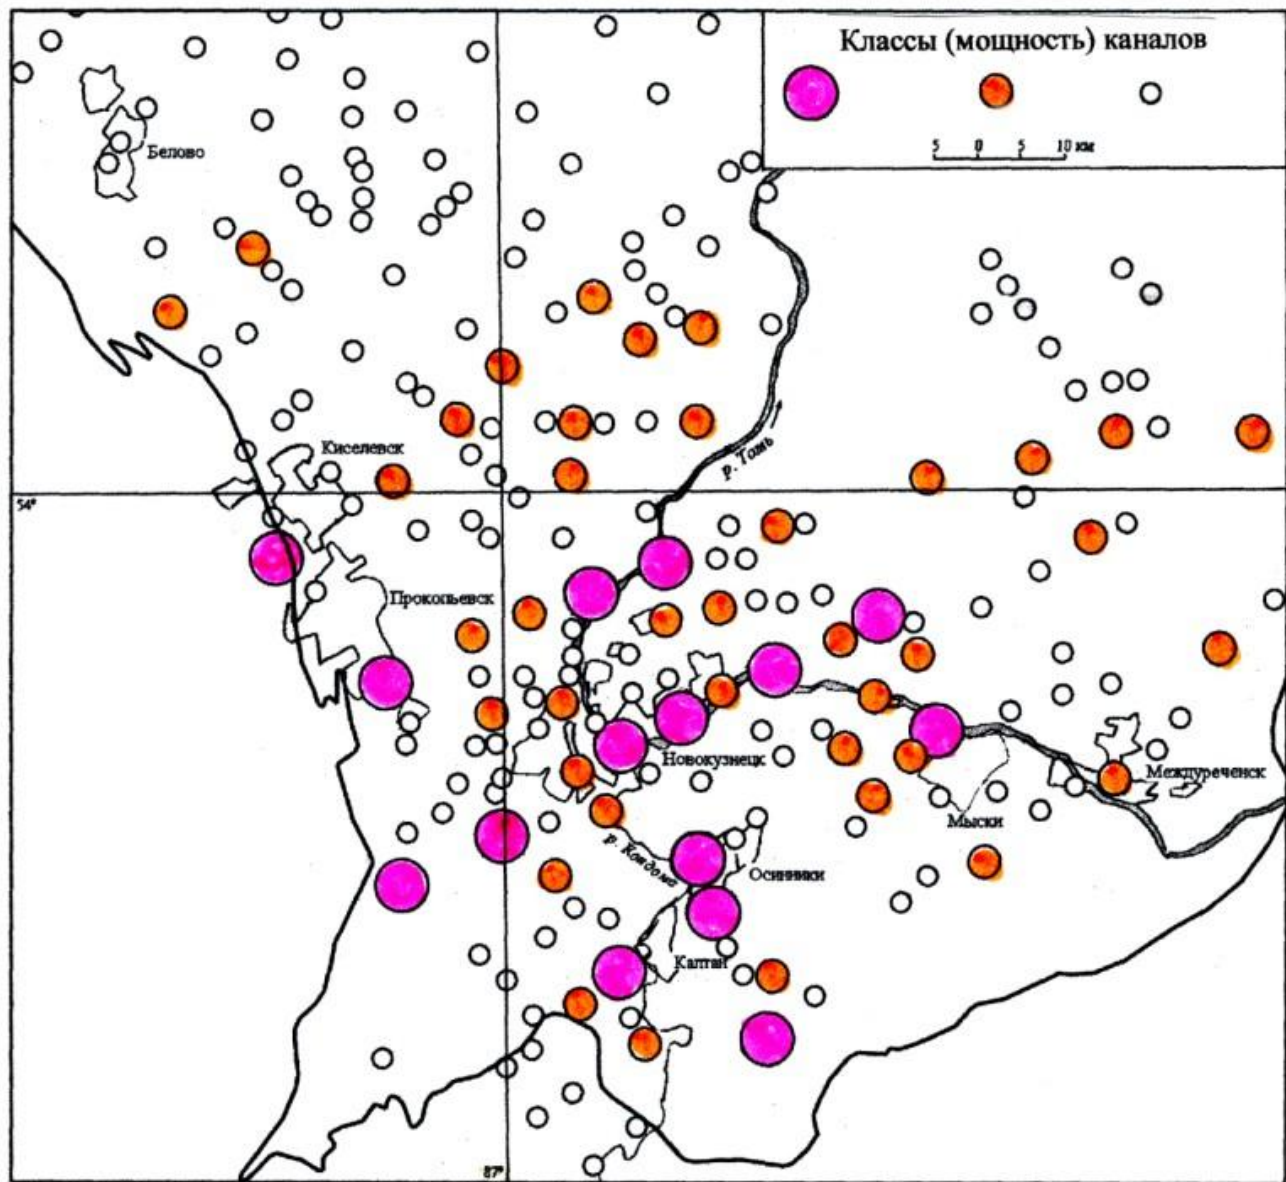 Классы (мощность) каналов
5 0 5 10 км
Белово
Киселевск
р. Томь
54°
Прокопьевск
Новокузнецк
Междуреченск
Мыски
р. Кондома
Осинники
Калтан
87°